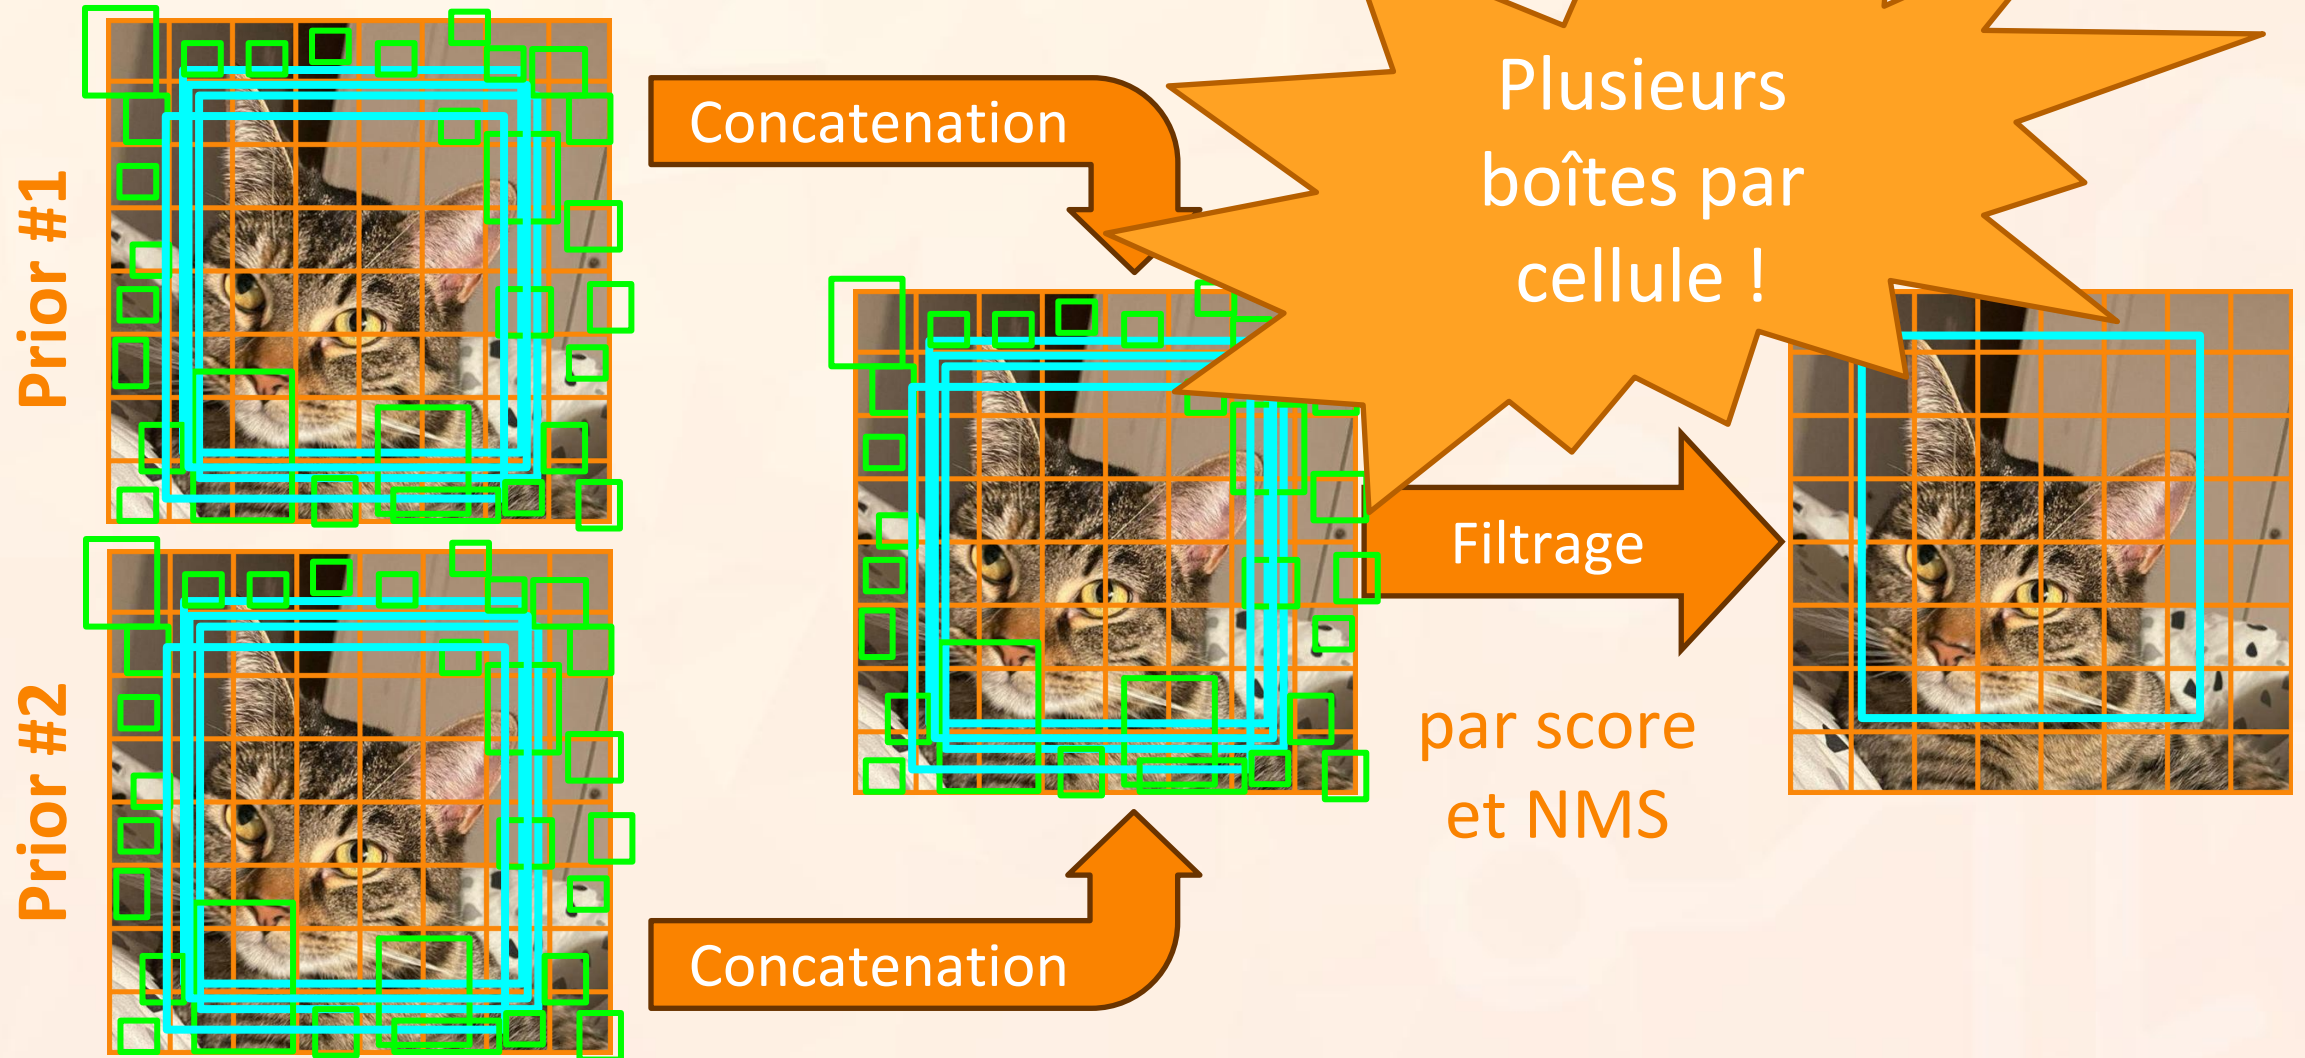 Prior #1
Prior #2
Concatenation
Concatenation
Plusieurs
boîtes par
cellule !
Filtrage
par score
et NMS